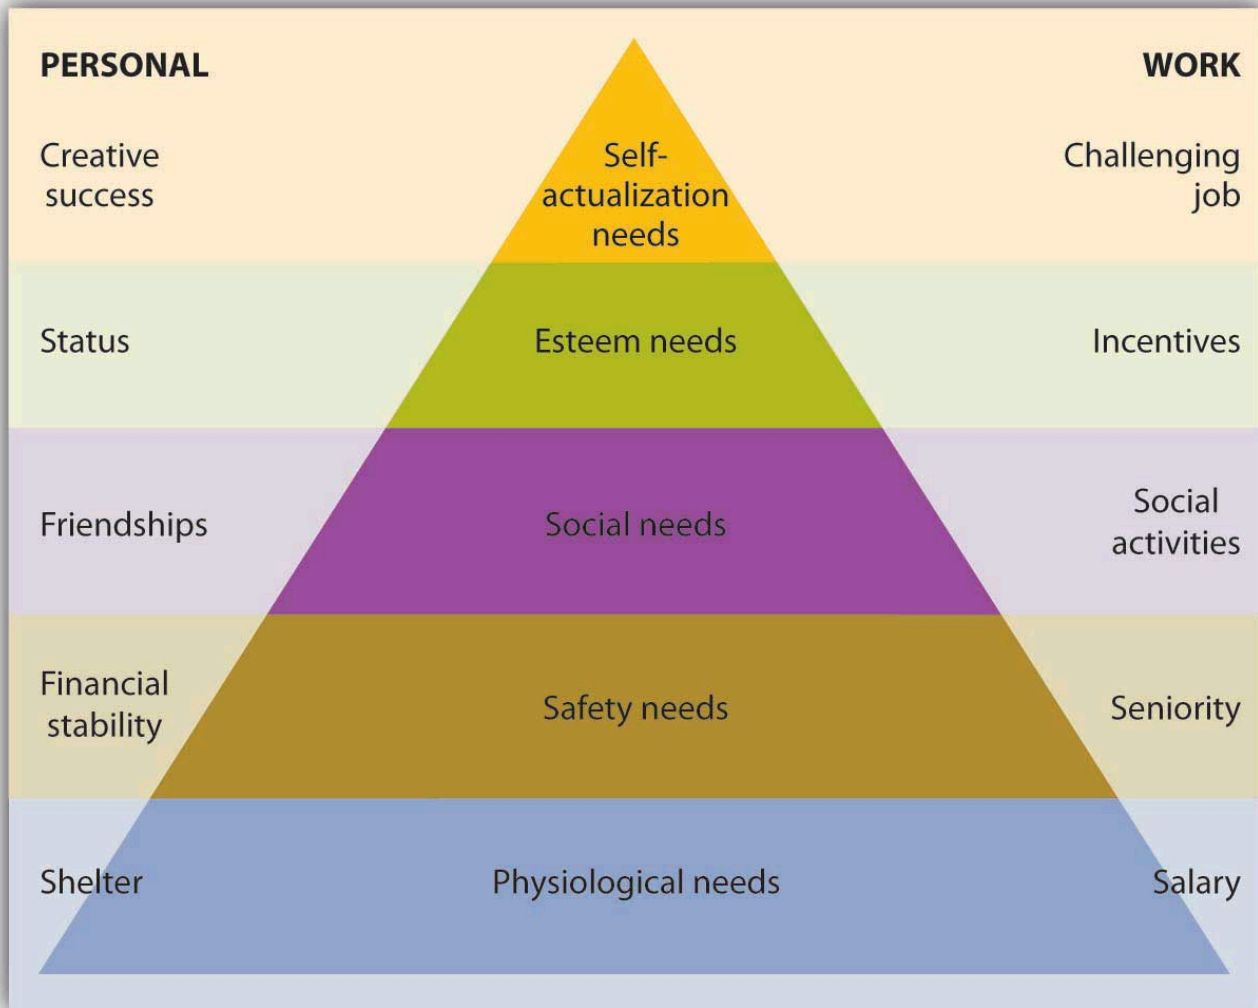 PERSONAL
WORK
Creative
success
Self-
actualization
needs
Challenging
job
Status
Esteem needs
Incentives
Friendships
Social needs
Social
activities
Financial
stability
Safety needs
Seniority
Shelter
Physiological needs
Salary